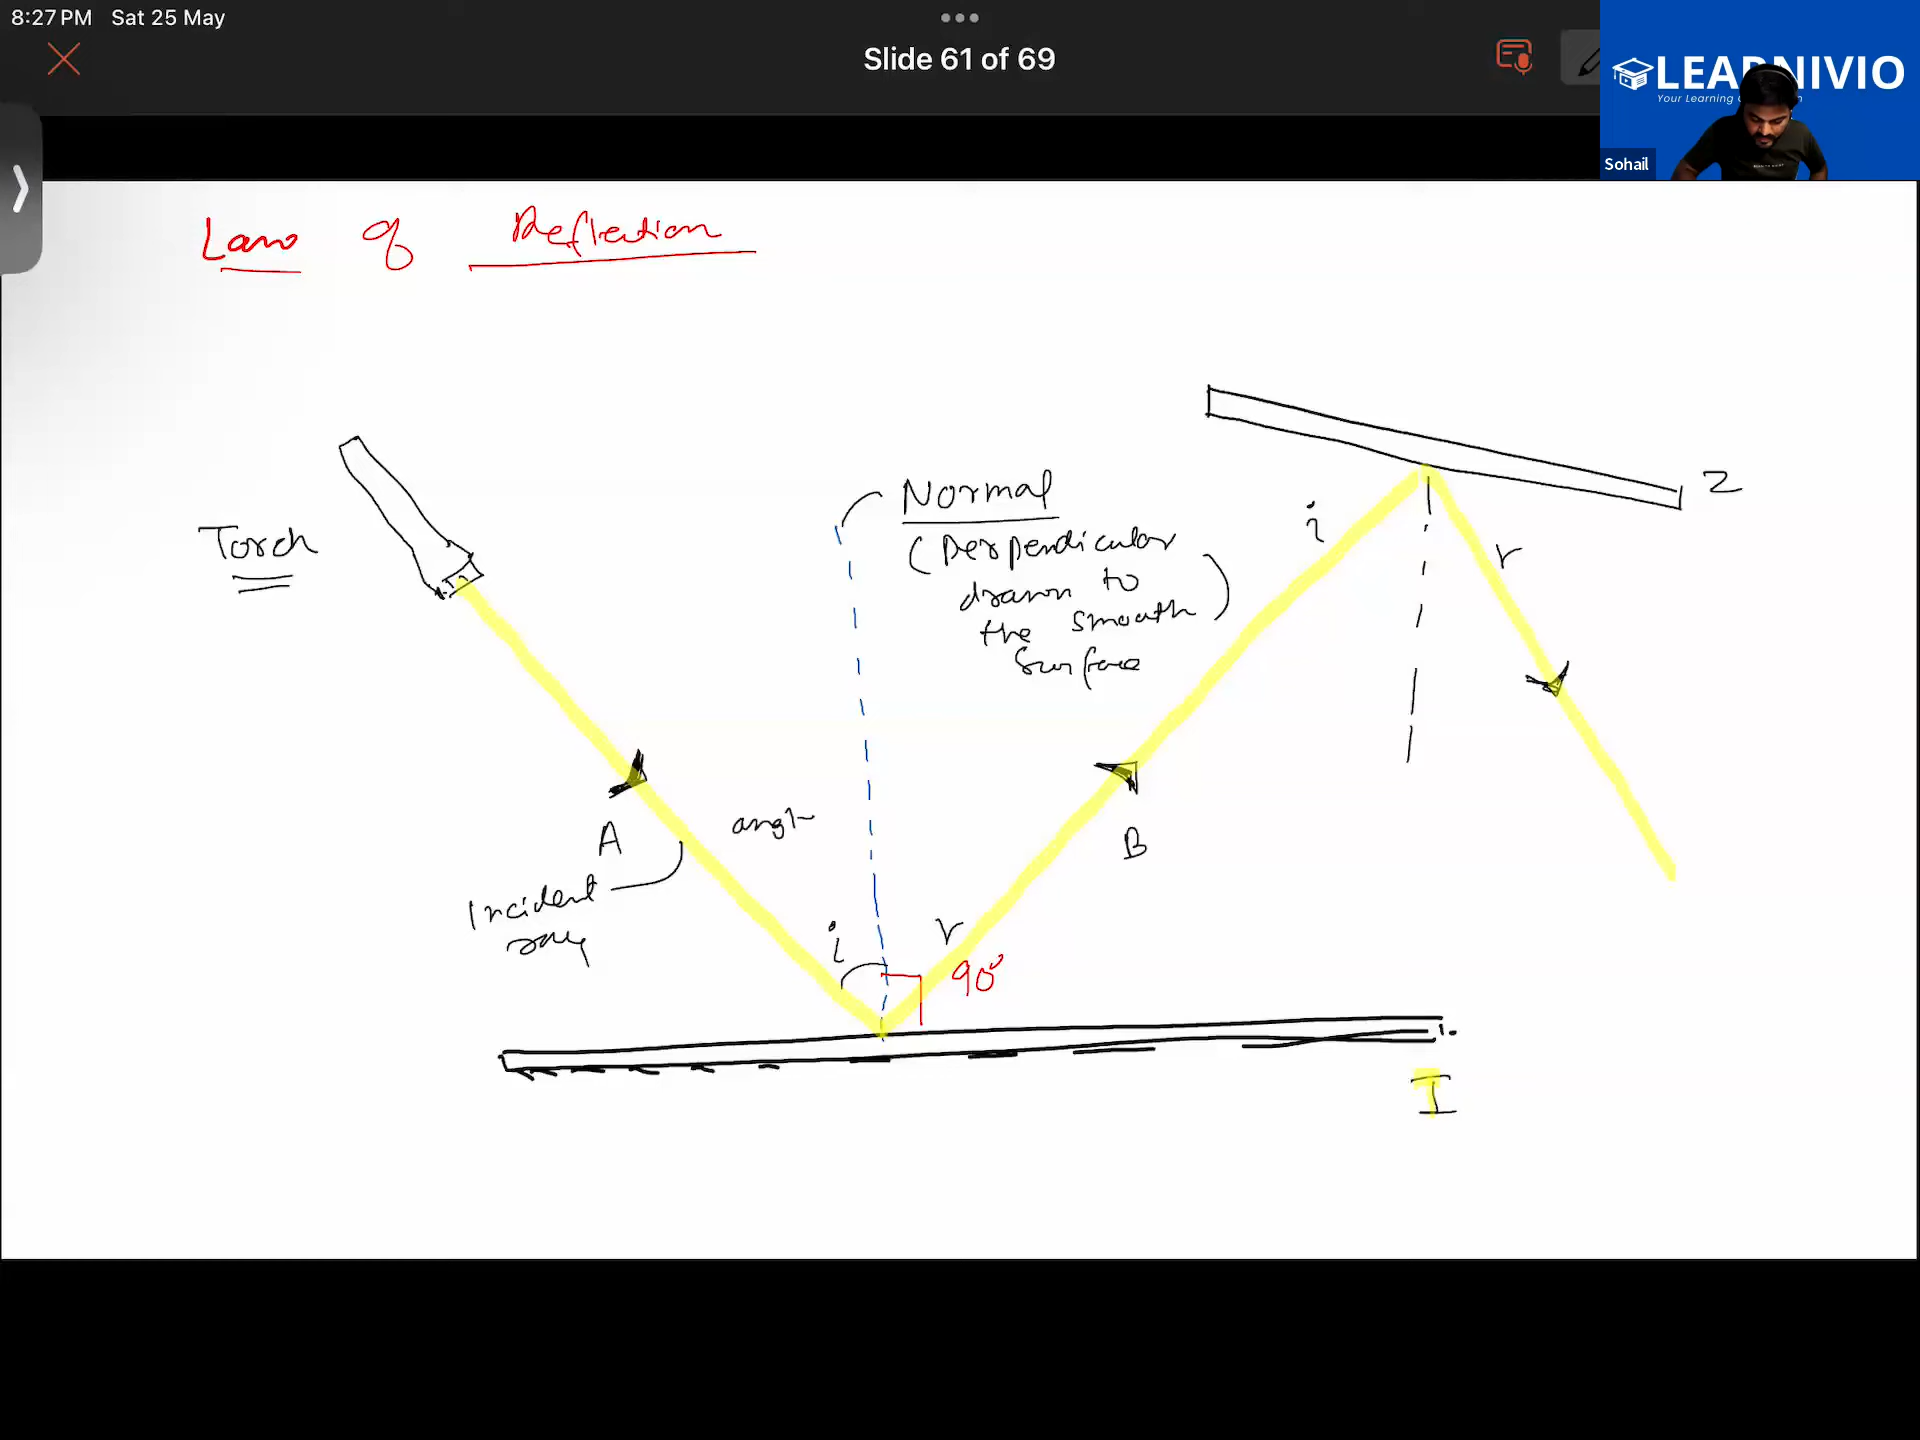 8:27 PM Sat 25 May
Slide 61 of 69
LEARNIVIO
Your Learning
Sohail
Laws of Reflection
Torch
Normal
(Perpendicular
drawn to
the smooth
surface)
2
i
r
A
Incident
ray
angle
B
i
r
90°
1.
I